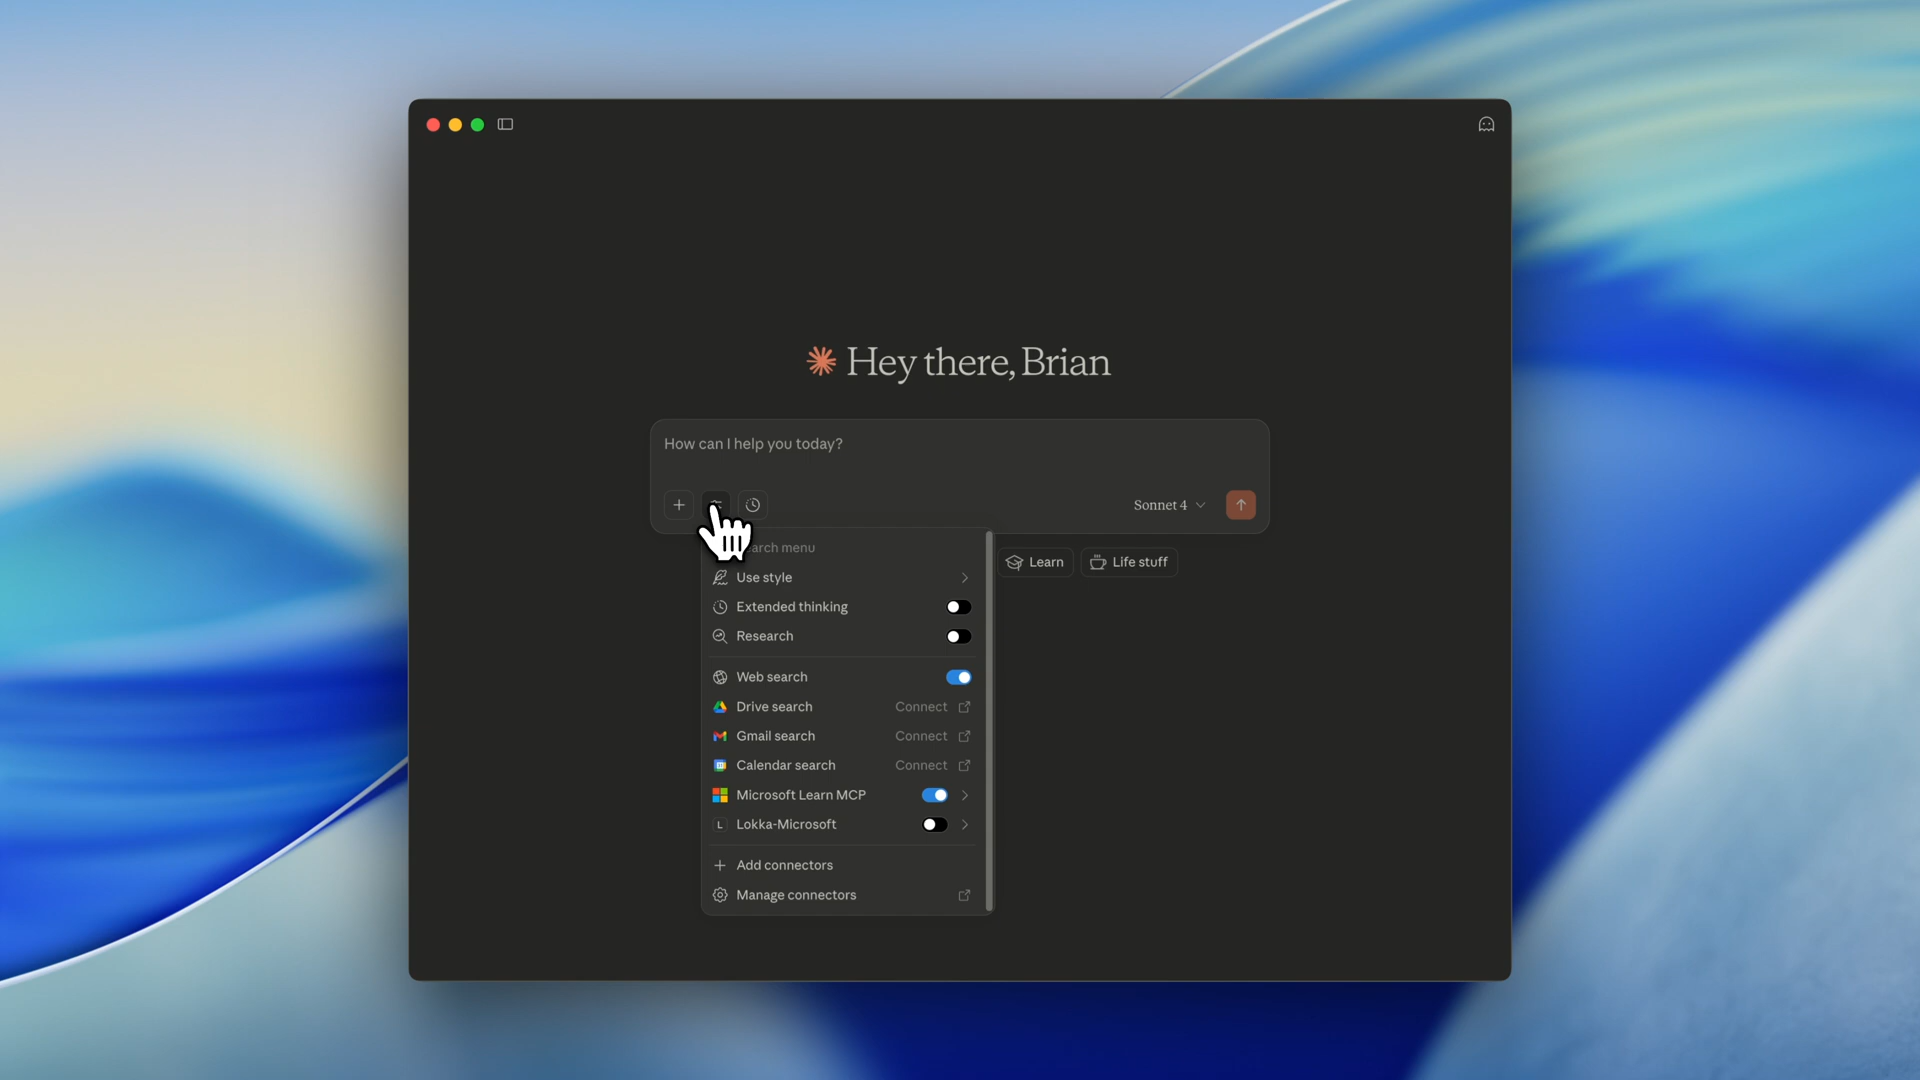 Hey there, Brian
How can I help you today?
Sonnet 4
menu
Learn
Life stuff
Use style
Extended thinking
Research
Web search
Drive search Connect
Gmail search Connect
Calendar search Connect
Microsoft Learn MCP
L Lokka-Microsoft
Add connectors
Manage connectors